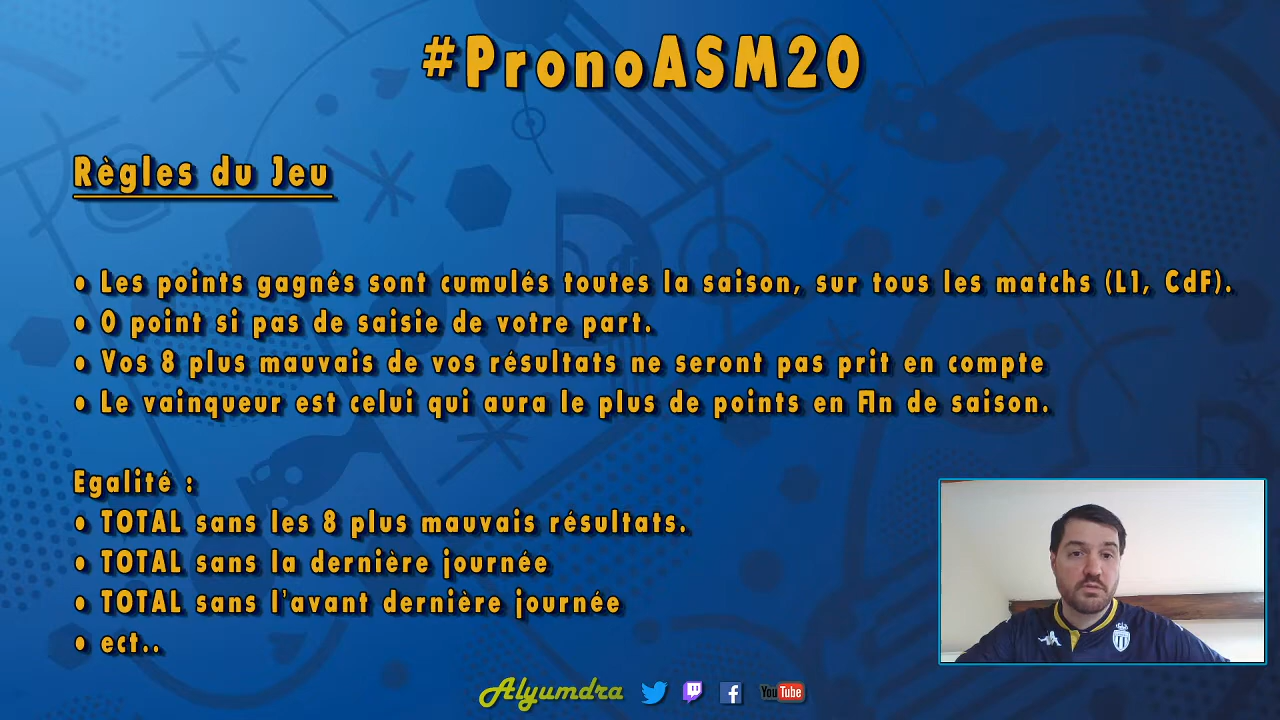 #PronoASM20
Règles du Jeu
• Les points gagnés sont cumulés toutes la saison, sur tous les matchs (L1, CdF).
• 0 point si pas de saisie de votre part.
• Vos 8 plus mauvais de vos résultats ne seront pas prit en compte
• Le vainqueur est celui qui aura le plus de points en fin de saison.
Egalité :
• TOTAL sans les 8 plus mauvais résultats.
• TOTAL sans la dernière journée
• TOTAL sans l'avant dernière journée
• ect..
Alyumdra
YouTube